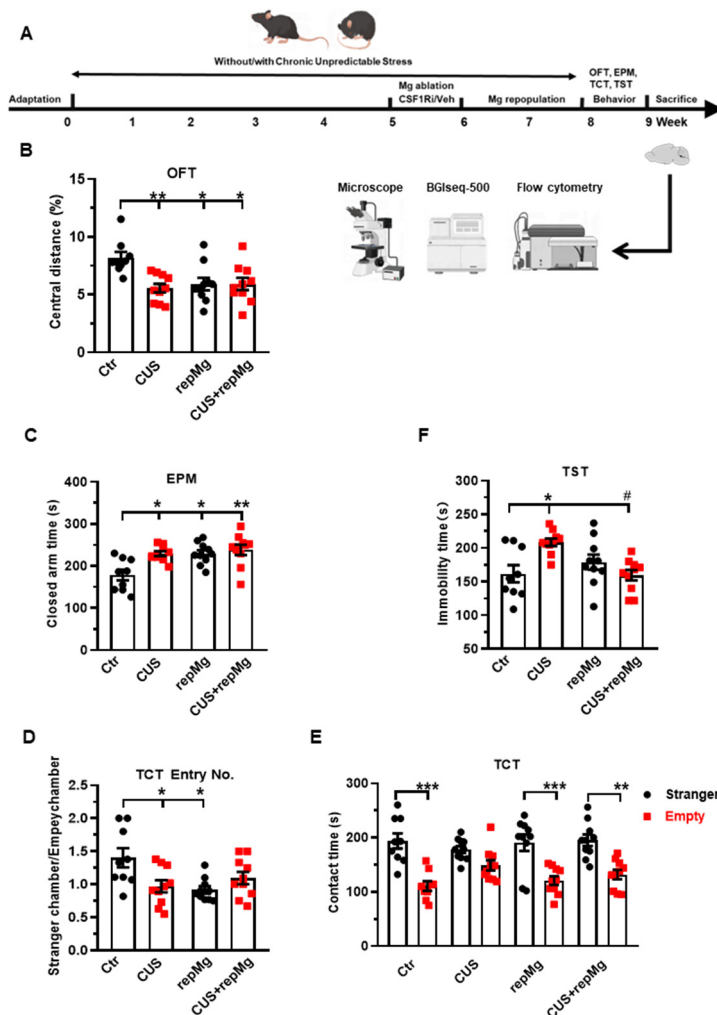 A
Without/with Chronic Unpredictable Stress
Mg ablation
OFT, EPM,
TCT, TST
Adaptation
CSF1Ri/Veh
Mg repopulation
Behavior
Sacrifice
0 1 2 3 4 5 6 7 8 9 Week
B
OFT
Central distance (%)
15
10
5
0
** * *
Ctr
CUS
repMg
CUS+repMg
Microscope
BGIseq-500
Flow cytometry
C
EPM
Closed arm time (s)
300
200
100
0
* * **
Ctr
CUS
repMg
CUS+repMg
F
TST
Immobility time(s)
250
200
150
100
50
* #
Ctr
CUS
repMg
CUS+repMg
D
TCT Entry No.
Stranger chamber/Empeychamber
2.5
2.0
1.5
1.0
0.5
0.0
* *
Ctr
CUS
repMg
CUS+repMg
E
TCT
Contact time (s)
300
200
100
0
*** *** **
Ctr
CUS
repMg
CUS+repMg
Stranger
Empty